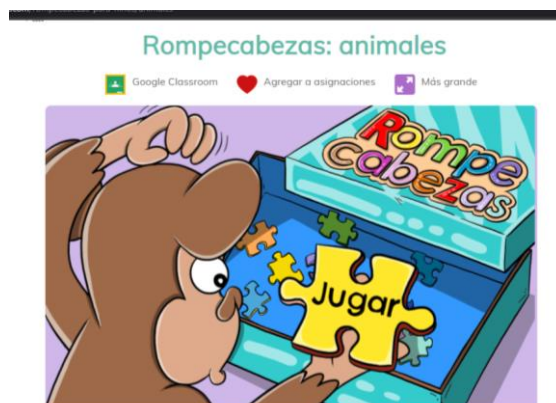 Rompecabezas: animales
Google Classroom
Agregar a asignaciones
Más grande
Rompe
cabezas
Jugar